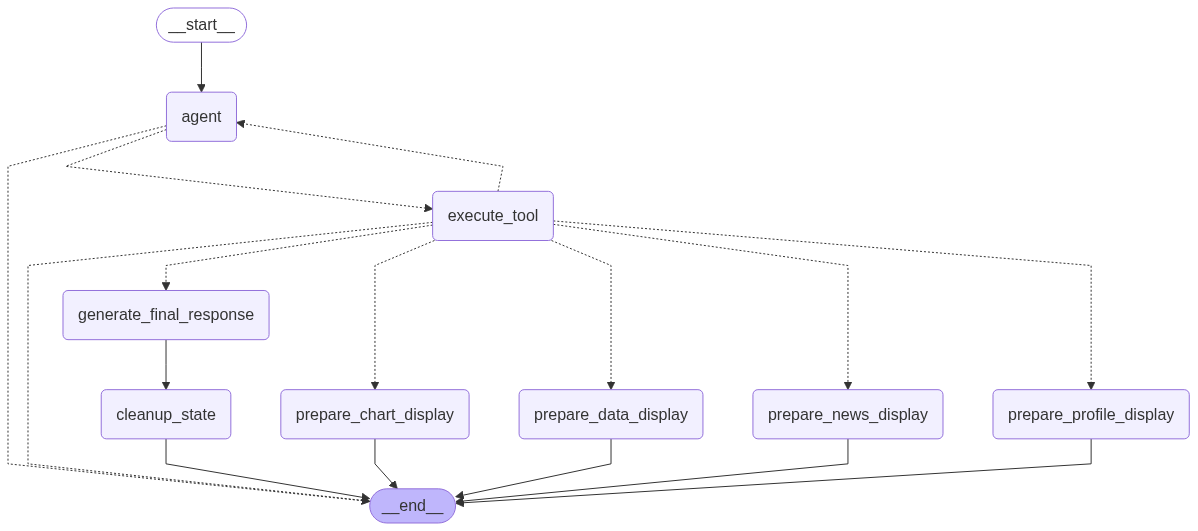 __start__
agent
execute_tool
generate_final_response
cleanup_state
prepare_chart_display
prepare_data_display
prepare_news_display
prepare_profile_display
__end__